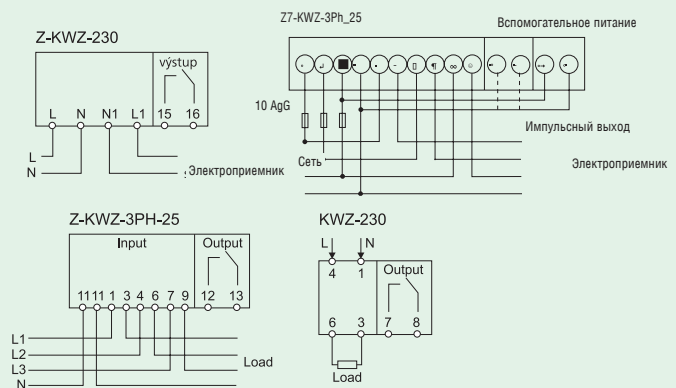 Z-KWZ-230
výstup
L N N1 L1 15 16
L
N
Электроприемник
Z7-KWZ-3Ph_25
Вспомогательное питание
10 AgG
Импульсный выход
Сеть
Электроприемник
Z-KWZ-3PH-25
Input Output
11 11 1 3 4 6 7 9 12 13
L1
L2
L3
N
Load
KWZ-230
L N
4 1
Output
6 3 7 8
Load